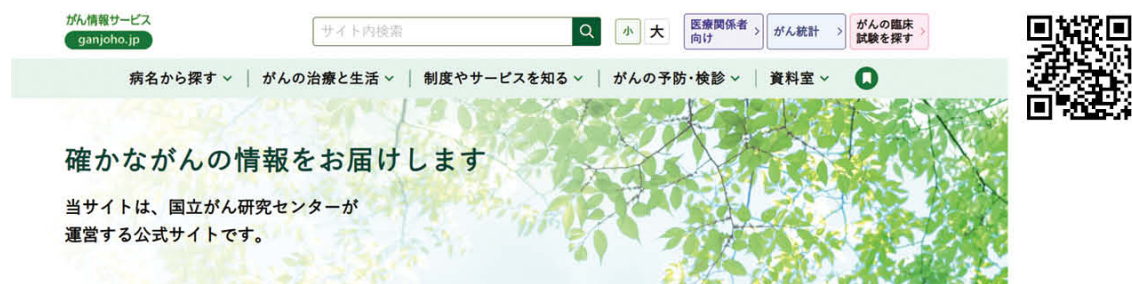 がん情報サービス
ganjoho.jp
サイト内検索
小
大
医療関係者
向け
がん統計
がんの臨床
試験を探す
病名から探す
がんの治療と生活
制度やサービスを知る
がんの予防・検診
資料室
確かながんの情報をお届けします
当サイトは、国立がん研究センターが
運営する公式サイトです。